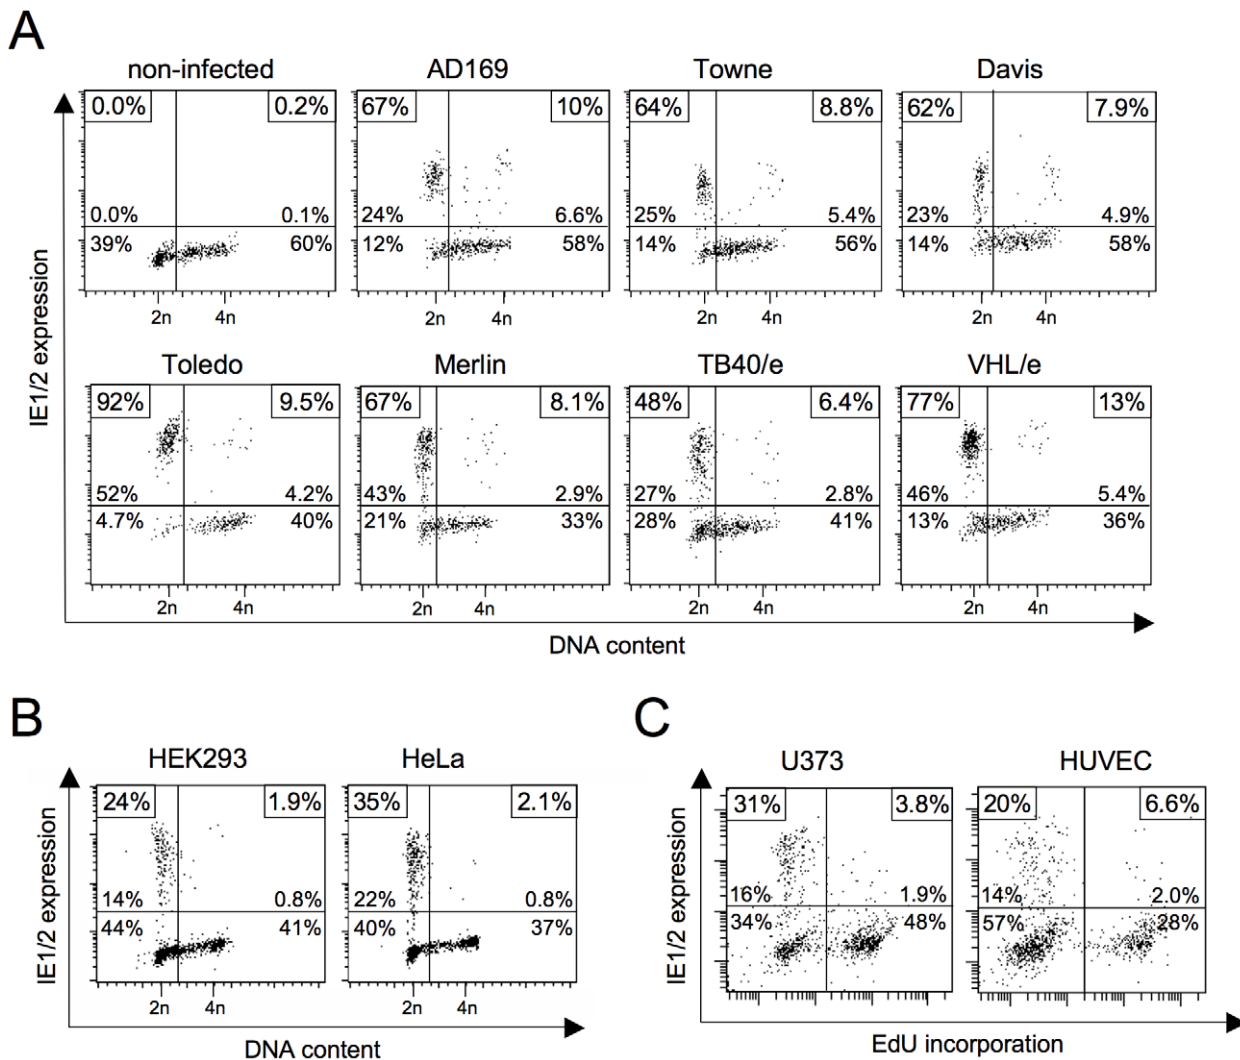 A
non-infected
AD169
Towne
Davis
0.0% 0.2%
67% 10%
64% 8.8%
62% 7.9%
0.0% 0.1%
24% 6.6%
25% 5.4%
23% 4.9%
39% 60%
12% 58%
14% 56%
14% 58%
2n 4n
2n 4n
2n 4n
2n 4n
Toledo
Merlin
TB40/e
VHL/e
92% 9.5%
67% 8.1%
48% 6.4%
77% 13%
52% 4.2%
43% 2.9%
27% 2.8%
46% 5.4%
4.7% 40%
21% 33%
28% 41%
13% 36%
2n 4n
2n 4n
2n 4n
2n 4n
IE1/2 expression
DNA content
B
HEK293
HeLa
24% 1.9%
35% 2.1%
14% 0.8%
22% 0.8%
44% 41%
40% 37%
2n 4n
2n 4n
IE1/2 expression
DNA content
C
U373
HUVEC
31% 3.8%
20% 6.6%
16% 1.9%
14% 2.0%
34% 48%
57% 28%
IE1/2 expression
EdU incorporation